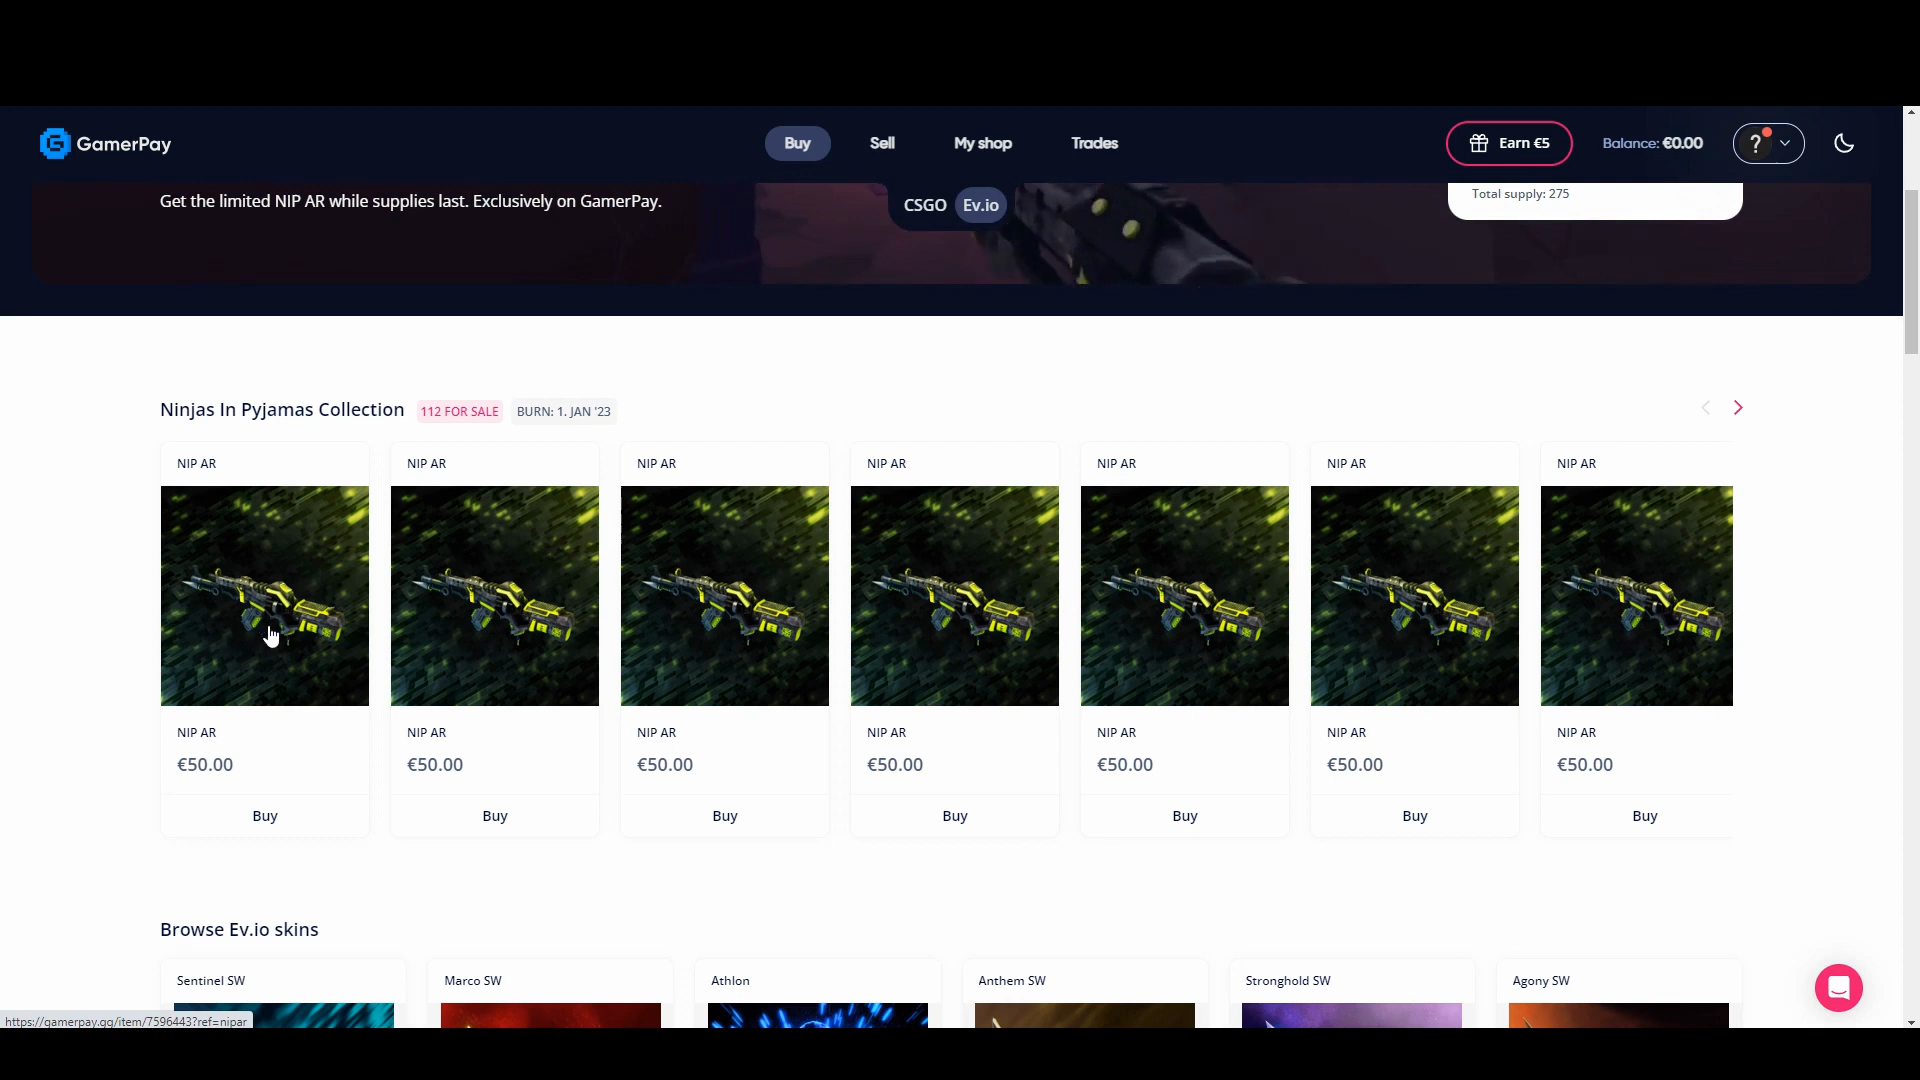 GamerPay
Buy
Sell
My shop
Trades
Earn €5
Balance: €0.00
?
Get the limited NIP AR while supplies last. Exclusively on GamerPay.
CSGO
Ev.io
Total supply: 275
Ninjas In Pyjamas Collection
112 FOR SALE
BURN: 1. JAN '23
NIP AR
NIP AR
NIP AR
NIP AR
NIP AR
NIP AR
NIP AR
NIP AR
NIP AR
NIP AR
NIP AR
NIP AR
NIP AR
NIP AR
€50.00
€50.00
€50.00
€50.00
€50.00
€50.00
€50.00
Buy
Buy
Buy
Buy
Buy
Buy
Buy
Browse Ev.io skins
Sentinel SW
Marco SW
Athlon
Anthem SW
Stronghold SW
Agony SW
https://gamerpay.gg/item/7596443?ref=nipar